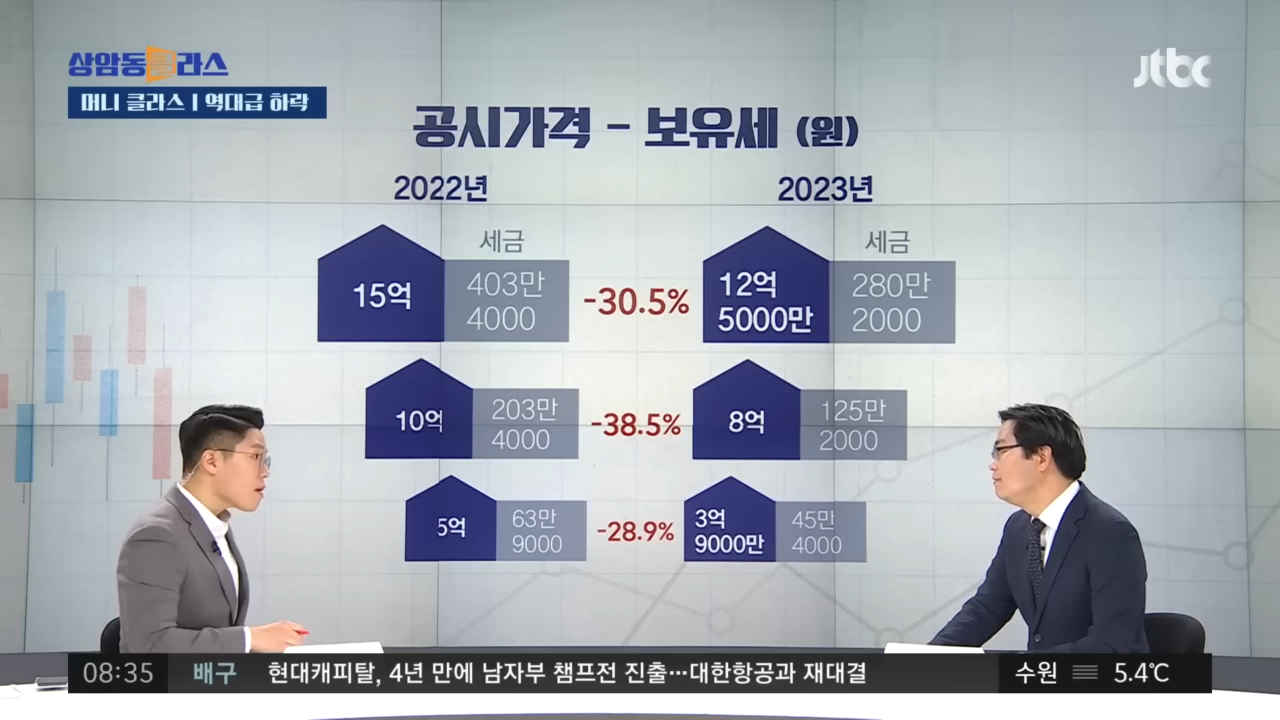 상암동클라스
jtbc
머니 클라스 | 역대급 하락
공시가격 - 보유세 (원)
2022년
2023년
세금
세금
15억
403만
4000
-30.5%
12억
5000만
280만
2000
10억
203만
4000
-38.5%
8억
125만
2000
5억
63만
9000
-28.9%
3억
9000만
45만
4000
08:35 배구 현대캐피탈, 4년 만에 남자부 챔프전 진출…대한항공과 재대결 수원 5.4℃